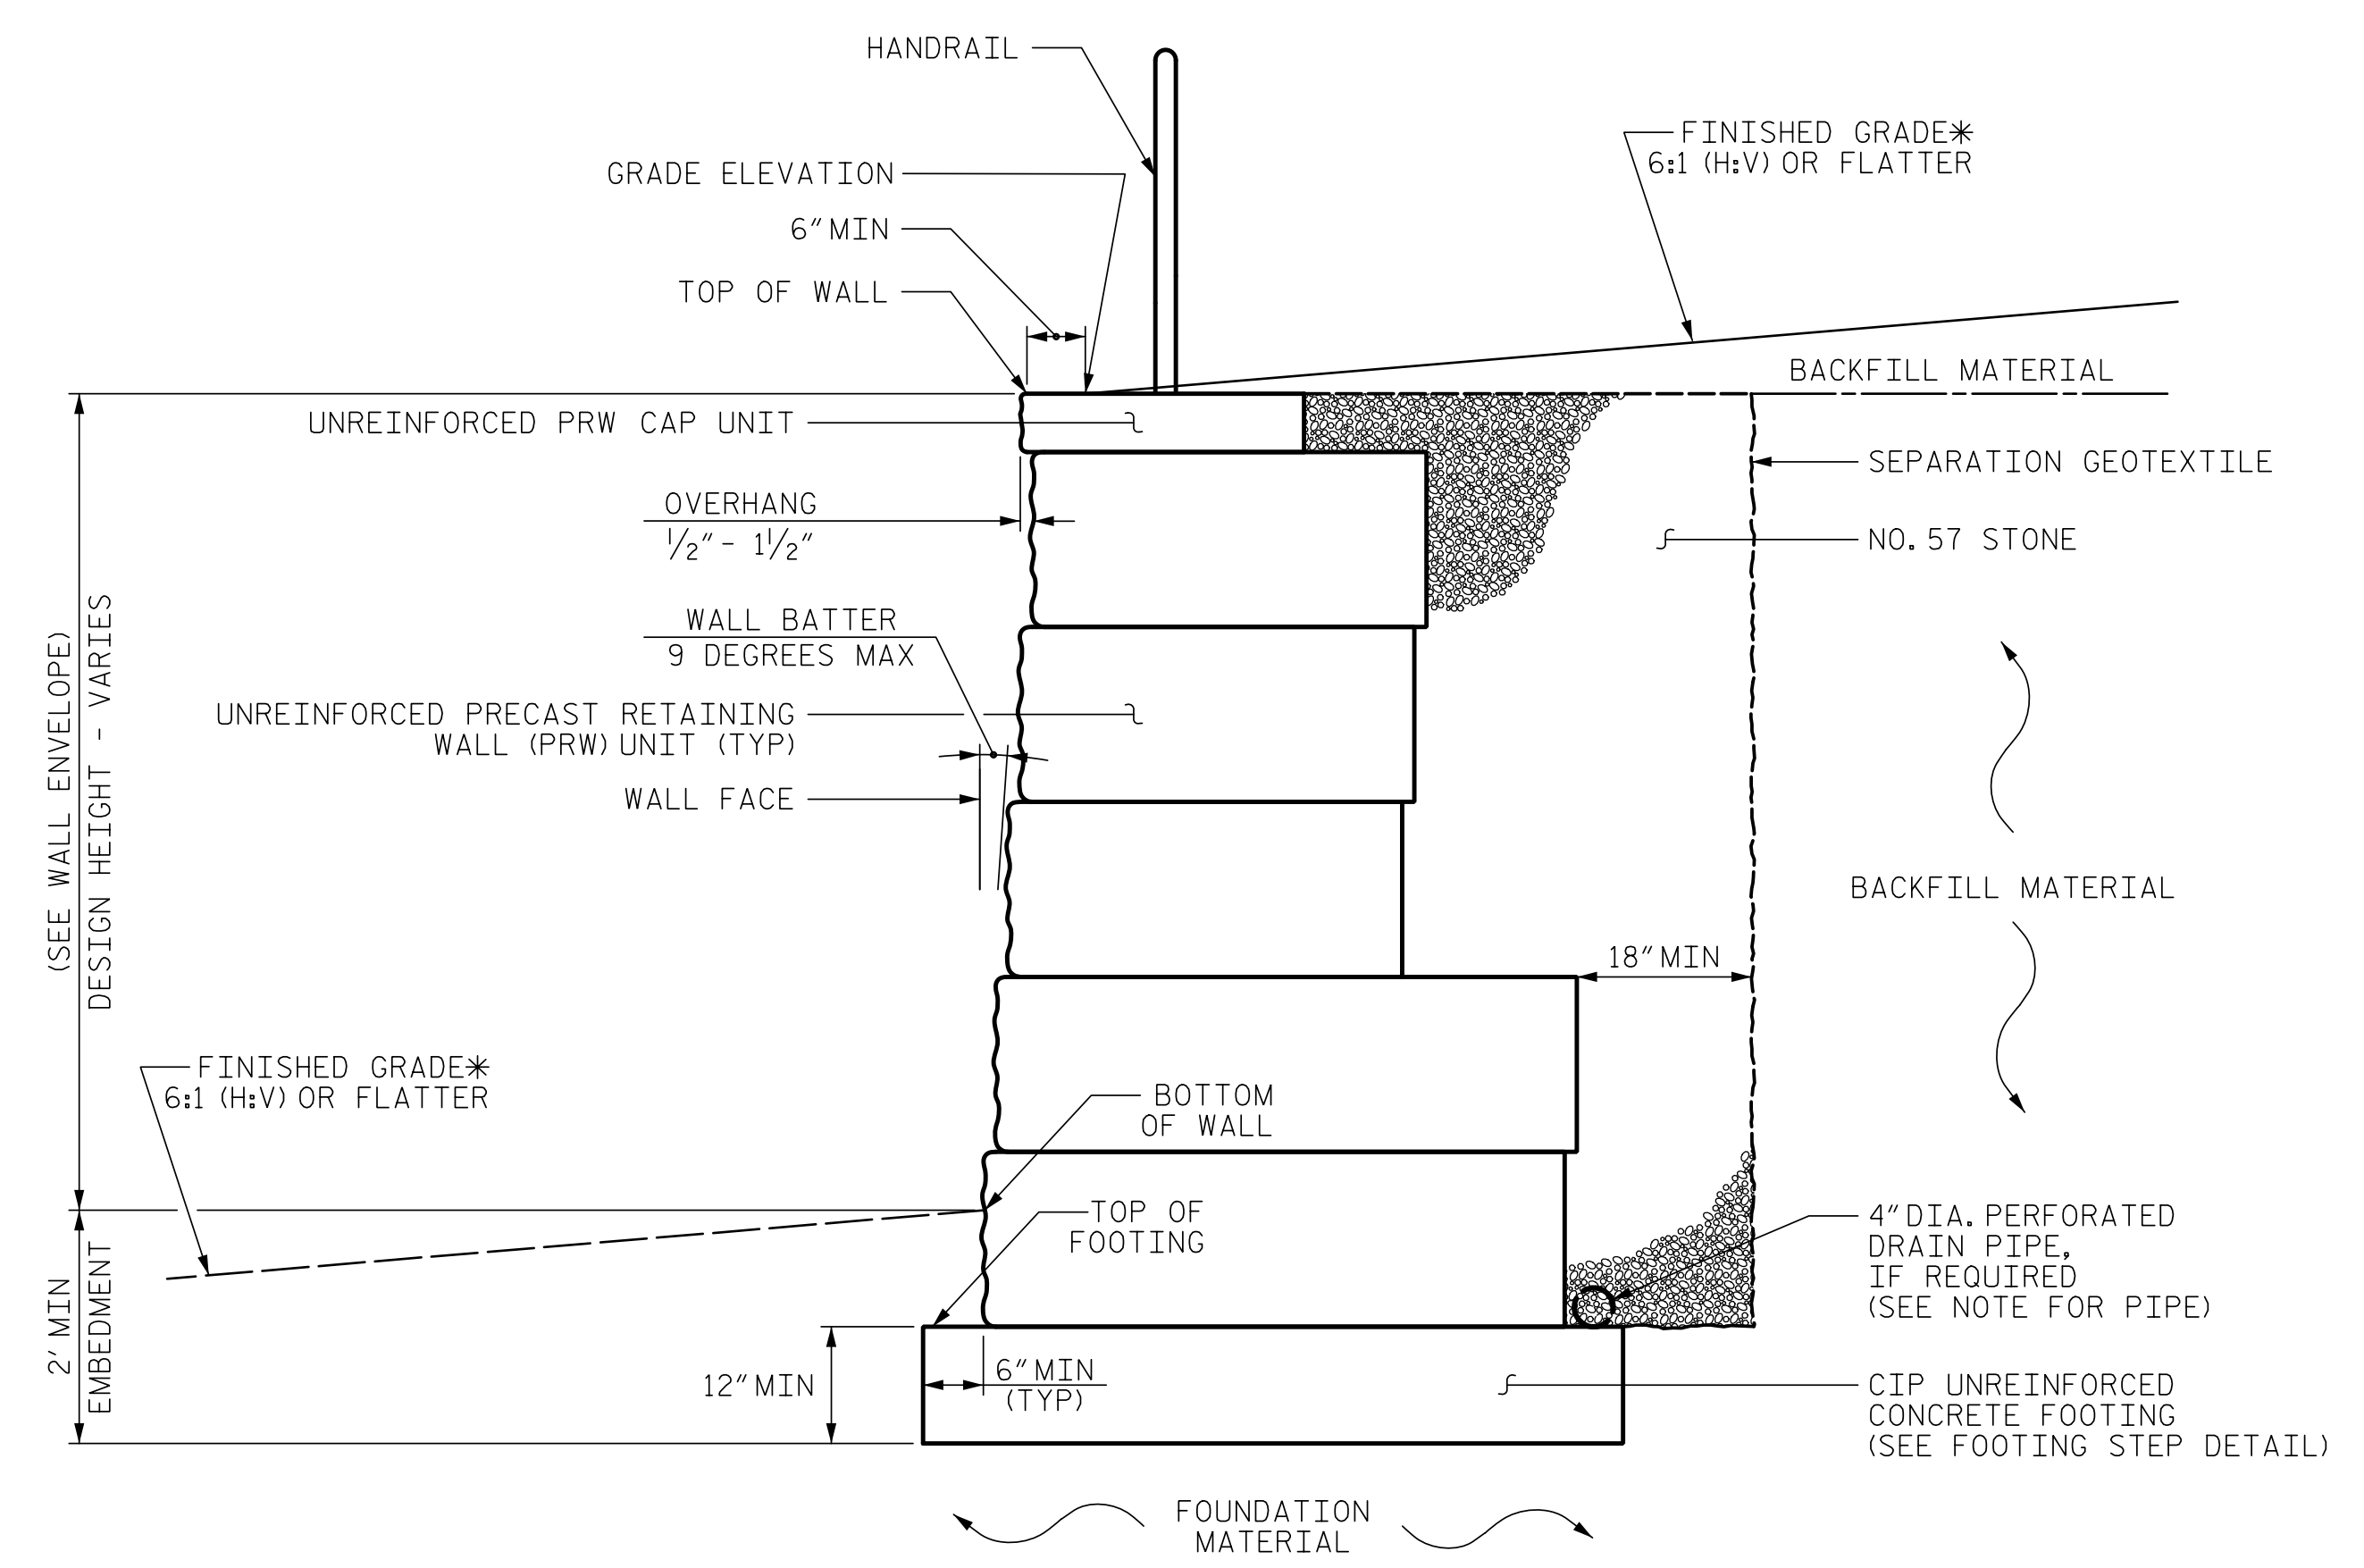 HANDRAIL
FINISHED GRADE*
6:1 (H:V) OR FLATTER
GRADE ELEVATION
6" MIN
TOP OF WALL
BACKFILL MATERIAL
UNREINFORCED PRW CAP UNIT
SEPARATION GEOTEXTILE
OVERHANG
1/2" - 1 1/2"
NO. 57 STONE
WALL BATTER
9 DEGREES MAX
UNREINFORCED PRECAST RETAINING
WALL (PRW) UNIT (TYP)
WALL FACE
(SEE WALL ENVELOPE)
DESIGN HEIGHT - VARIES
BACKFILL MATERIAL
18" MIN
FINISHED GRADE*
6:1 (H:V) OR FLATTER
BOTTOM
OF WALL
TOP OF
FOOTING
4" DIA. PERFORATED
DRAIN PIPE,
IF REQUIRED
(SEE NOTE FOR PIPE)
2' MIN
EMBEDMENT
12" MIN
6" MIN
(TYP)
CIP UNREINFORCED
CONCRETE FOOTING
(SEE FOOTING STEP DETAIL)
FOUNDATION
MATERIAL